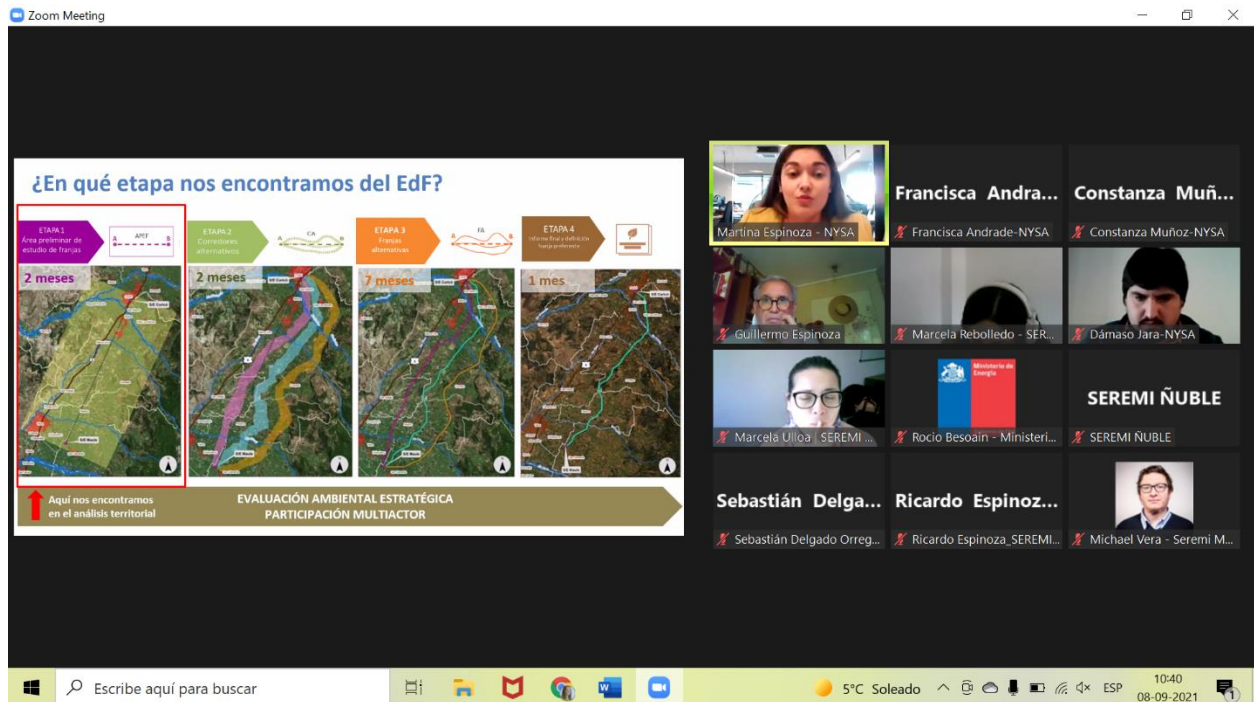 Zoom Meeting
¿En qué etapa nos encontramos del EdF?
ETAPA 1
Área preliminar de
estudio de franjas
A APEF B
ETAPA 2
Corredores
alternativos
A CA B
ETAPA 3
Franjas
alternativas
A FA B
ETAPA 4
Informe final y definición
franja preferente
2 meses
2 meses
7 meses
1 mes
Aquí nos encontramos
en el análisis territorial
EVALUACIÓN AMBIENTAL ESTRATÉGICA
PARTICIPACIÓN MULTIACTOR
Martina Espinoza - NYSA
Francisca Andra...
Francisca Andrade-NYSA
Constanza Muñ...
Constanza Muñoz-NYSA
Guillermo Espinoza
Marcela Rebolledo - SER...
Dámaso Jara-NYSA
Marcela Ulloa | SEREMI ...
Ministerio de
Energía
Rocio Besoain - Ministeri...
SEREMI ÑUBLE
SEREMI ÑUBLE
Sebastián Delga...
Sebastián Delgado Orreg...
Ricardo Espinoz...
Ricardo Espinoza_SEREMI...
Michael Vera - Seremi M...
Escribe aquí para buscar
5°C Soleado
ESP
10:40
08-09-2021
1